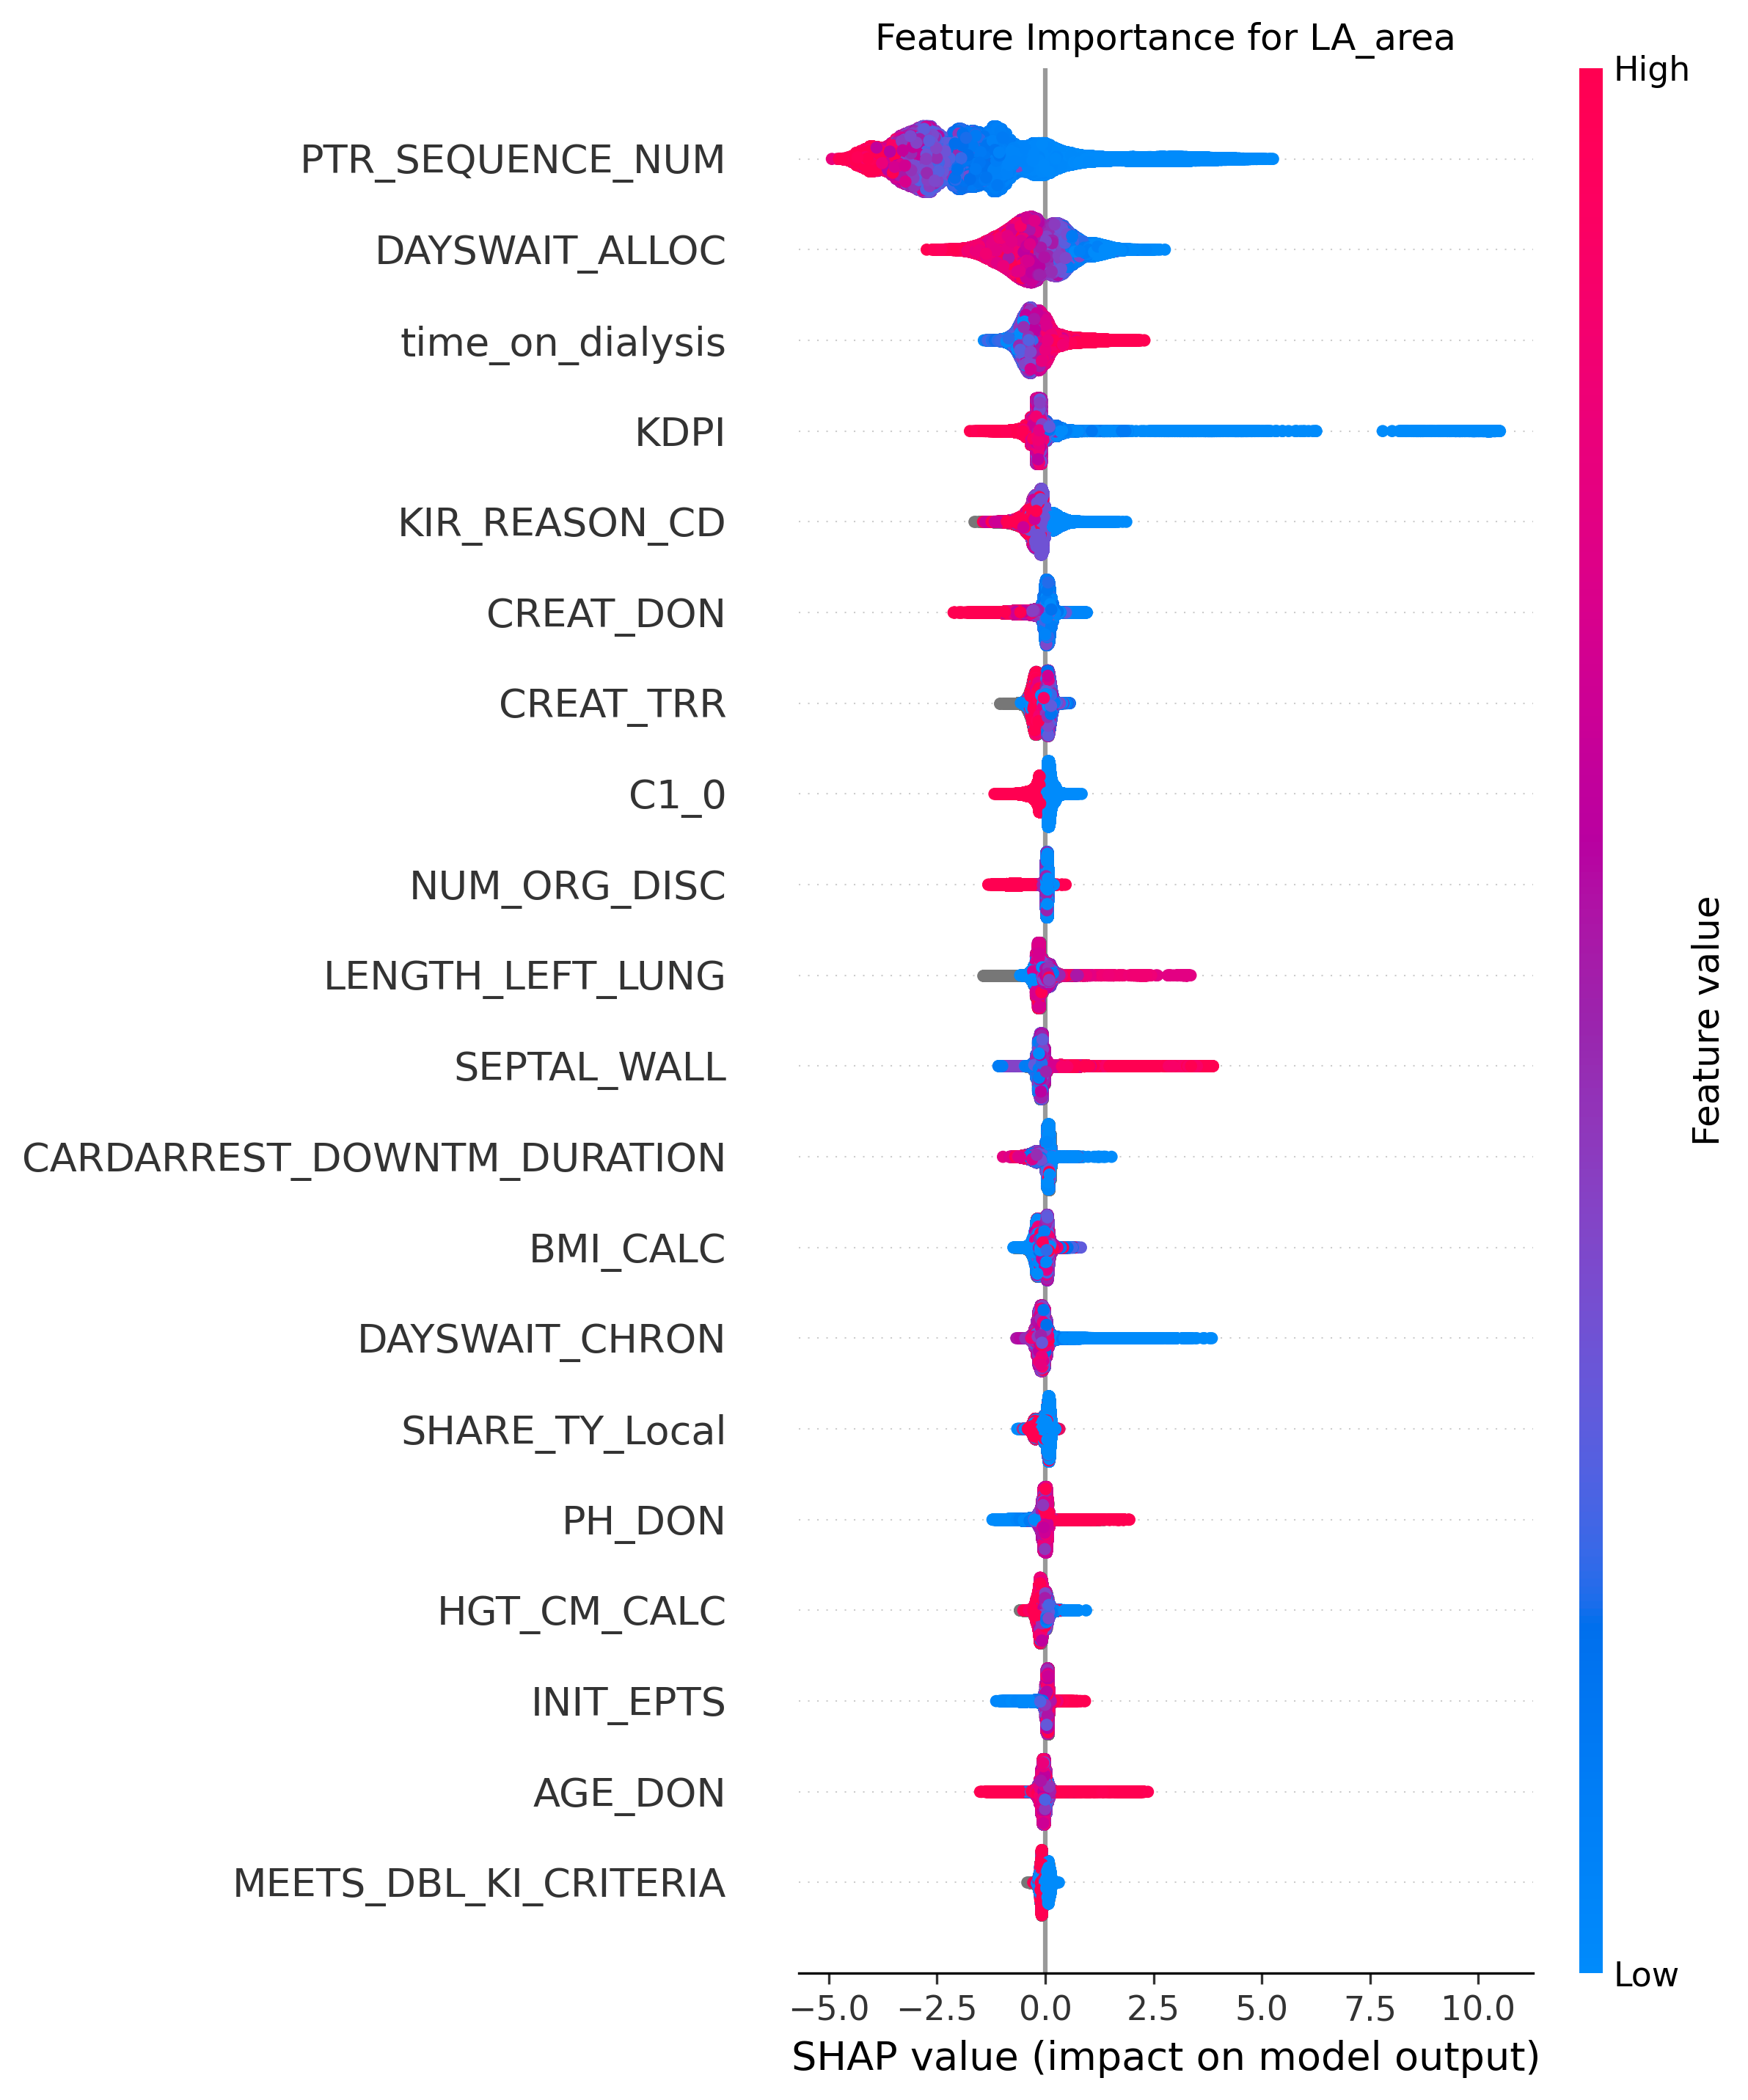 Feature Importance for LA_area
High
PTR_SEQUENCE_NUM
DAYSWAIT_ALLOC
time_on_dialysis
KDPI
KIR_REASON_CD
CREAT_DON
CREAT_TRR
C1_0
NUM_ORG_DISC
LENGTH_LEFT_LUNG
SEPTAL_WALL
CARDARREST_DOWNTM_DURATION
BMI_CALC
DAYSWAIT_CHRON
SHARE_TY_Local
PH_DON
HGT_CM_CALC
INIT_EPTS
AGE_DON
MEETS_DBL_KI_CRITERIA
Feature value
Low
−5.0 −2.5 0.0 2.5 5.0 7.5 10.0
SHAP value (impact on model output)